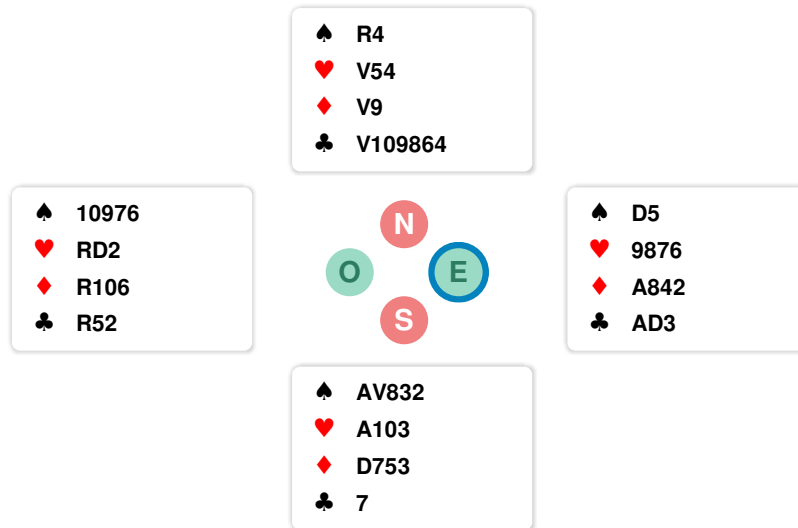 ♠ R4
♥ V54
♦ V9
♣ V109864
♠ 10976
♥ RD2
♦ R106
♣ R52
N
O E
S
♠ D5
♥ 9876
♦ A842
♣ AD3
♠ AV832
♥ A103
♦ D753
♣ 7